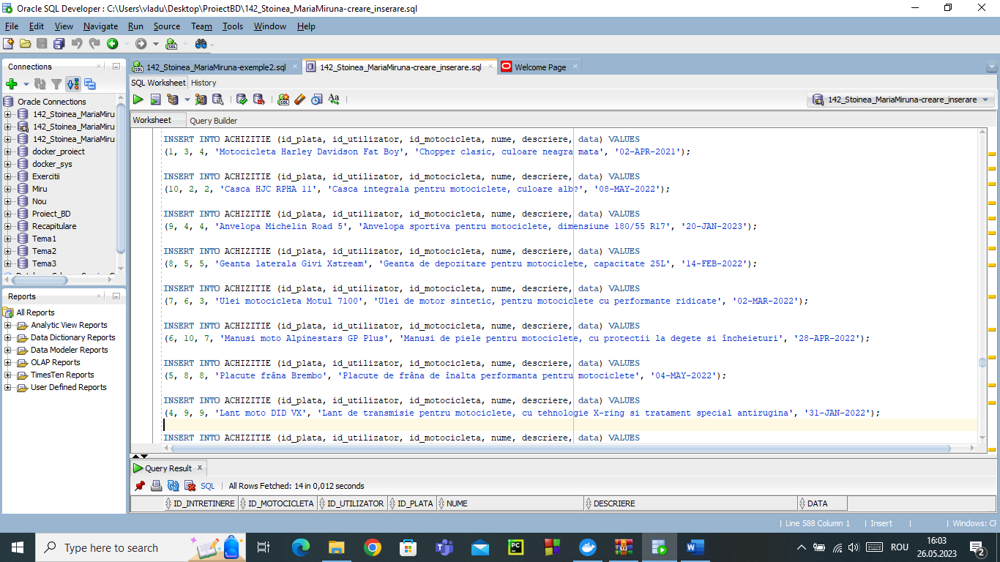 Oracle SQL Developer : C:\Users\vladu\Desktop\ProiectBD\142_Stoinea_MariaMiruna-creare_inserare.sql
File Edit View Navigate Run Source Team Tools Window Help
Connections
Oracle Connections
142_Stoinea_MariaMiru
142_Stoinea_MariaMiru
142_Stoinea_MariaMiru
docker_proiect
docker_sys
Exercitii
Miru
Nou
Proiect_BD
Recapitulare
Tema1
Tema2
Tema3
Reports
All Reports
Analytic View Reports
Data Dictionary Reports
Data Modeler Reports
OLAP Reports
TimesTen Reports
User Defined Reports
142_Stoinea_MariaMiruna-exemple2.sql
142_Stoinea_MariaMiruna-creare_inserare.sql
Welcome Page
SQL Worksheet History
142_Stoinea_MariaMiruna-creare_inserare
Worksheet Query Builder
INSERT INTO ACHIZITIE (id_plata, id_utilizator, id_motocicleta, nume, descriere, data) VALUES
(1, 3, 4, 'Motocicleta Harley Davidson Fat Boy', 'Chopper clasic, culoare neagra mata', '02-APR-2021');
INSERT INTO ACHIZITIE (id_plata, id_utilizator, id_motocicleta, nume, descriere, data) VALUES
(10, 2, 2, 'Casca HJC RPHA 11', 'Casca integrala pentru motociclete, culoare alb?', '08-MAY-2022');
INSERT INTO ACHIZITIE (id_plata, id_utilizator, id_motocicleta, nume, descriere, data) VALUES
(9, 4, 4, 'Anvelopa Michelin Road 5', 'Anvelopa sportiva pentru motociclete, dimensiune 180/55 R17', '20-JAN-2023');
INSERT INTO ACHIZITIE (id_plata, id_utilizator, id_motocicleta, nume, descriere, data) VALUES
(8, 5, 5, 'Geanta laterala Givi Xstream', 'Geanta de depozitare pentru motociclete, capacitate 25L', '14-FEB-2022');
INSERT INTO ACHIZITIE (id_plata, id_utilizator, id_motocicleta, nume, descriere, data) VALUES
(7, 6, 3, 'Ulei motocicleta Motul 7100', 'Ulei de motor sintetic, pentru motociclete cu performante ridicate', '02-MAR-2022');
INSERT INTO ACHIZITIE (id_plata, id_utilizator, id_motocicleta, nume, descriere, data) VALUES
(6, 10, 7, 'Manusi moto Alpinestars GP Plus', 'Manusi de piele pentru motociclete, cu protectii la degete si încheieturi', '28-APR-2022');
INSERT INTO ACHIZITIE (id_plata, id_utilizator, id_motocicleta, nume, descriere, data) VALUES
(5, 8, 8, 'Placute frâna Brembo', 'Placute de frâna de înalta performanta pentru motociclete', '04-MAY-2022');
INSERT INTO ACHIZITIE (id_plata, id_utilizator, id_motocicleta, nume, descriere, data) VALUES
(4, 9, 9, 'Lant moto DID VX', 'Lant de transmisie pentru motociclete, cu tehnologie X-ring si tratament special antirugina', '31-JAN-2022');
INSERT INTO ACHIZITIE (id_plata, id_utilizator, id_motocicleta, nume, descriere, data) VALUES
Query Result
SQL | All Rows Fetched: 14 in 0,012 seconds
ID_INTRETINERE ID_MOTOCICLETA ID_UTILIZATOR ID_PLATA NUME DESCRIERE DATA
Line 588 Column 1 | Insert | Windows: CF
Type here to search
ROU
16:03
26.05.2023
2